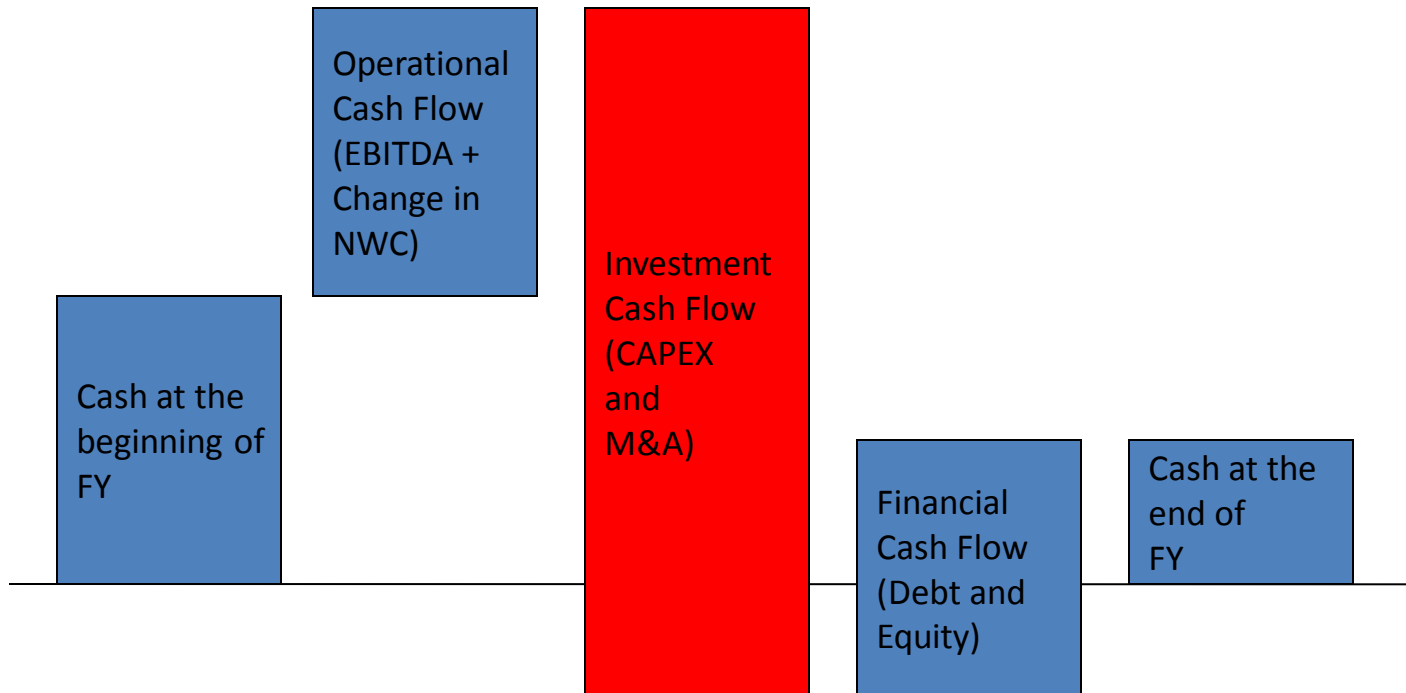 Cash at the
beginning of
FY
Operational
Cash Flow
(EBITDA +
Change in
NWC)
Investment
Cash Flow
(CAPEX
and
M&A)
Financial
Cash Flow
(Debt and
Equity)
Cash at the
end of
FY